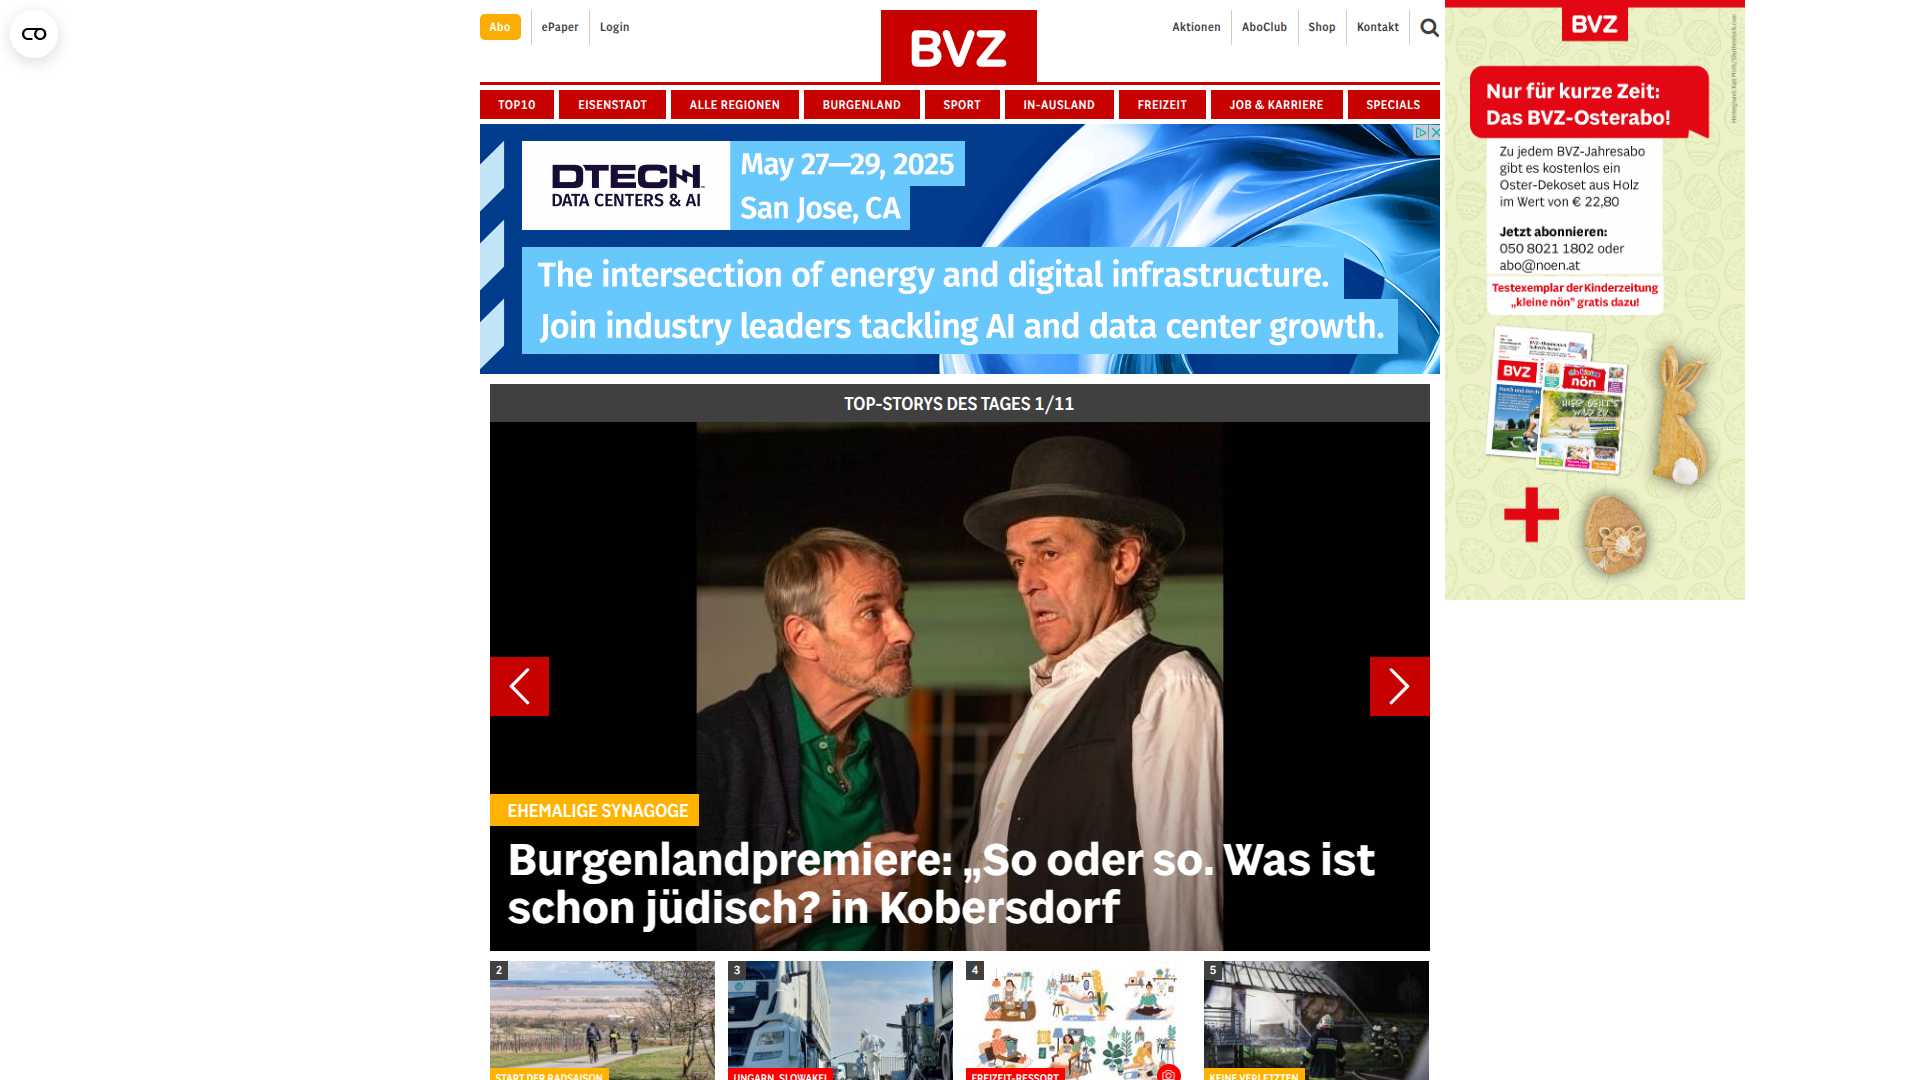 Abo
ePaper
Login
BVZ
Aktionen
AboClub
Shop
Kontakt
TOP10
EISENSTADT
ALLE REGIONEN
BURGENLAND
SPORT
IN-AUSLAND
FREIZEIT
JOB & KARRIERE
SPECIALS
DTECH
DATA CENTERS & AI
May 27—29, 2025
San Jose, CA
The intersection of energy and digital infrastructure.
Join industry leaders tackling AI and data center growth.
TOP-STORYS DES TAGES 1/11
EHEMALIGE SYNAGOGE
Burgenlandpremiere: „So oder so. Was ist
schon jüdisch? in Kobersdorf
2
START DER RADSAISON
3
UNGARN, SLOWAKEI
4
FREIZEIT-RESSORT
5
KEINE VERLETZTEN
BVZ
Nur für kurze Zeit:
Das BVZ-Osterabo!
Zu jedem BVZ-Jahresabo
gibt es kostenlos ein
Oster-Dekoset aus Holz
im Wert von € 22,80
Jetzt abonnieren:
050 8021 1802 oder
abo@noen.at
Testexemplar der Kinderzeitung
„kleine nön" gratis dazu!
BVZ
nön